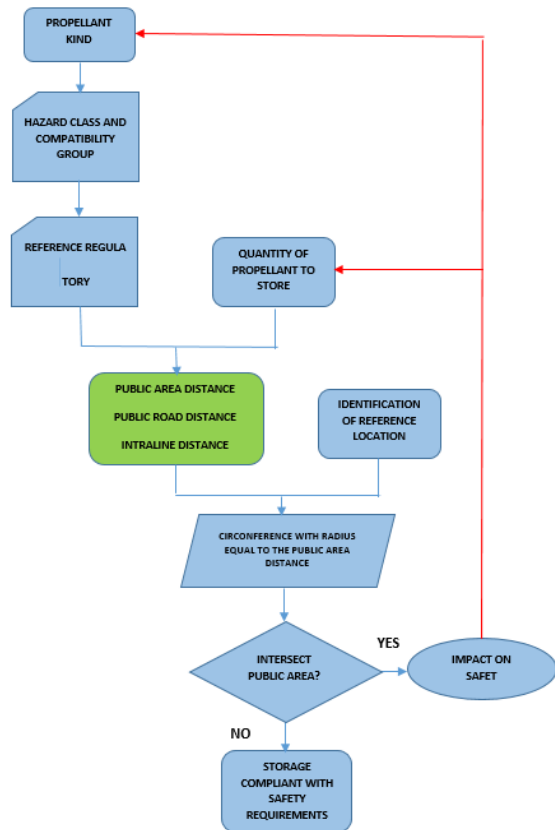 PROPELLANT
KIND
HAZARD CLASS AND
COMPATIBILITY
GROUP
REFERENCE REGULA
TORY
QUANTITY OF
PROPELLANT TO
STORE
PUBLIC AREA DISTANCE
PUBLIC ROAD DISTANCE
INTRALINE DISTANCE
IDENTIFICATION
OF REFERENCE
LOCATION
CIRCONFERENCE WITH RADIUS
EQUAL TO THE PUBLIC AREA
DISTANCE
INTERSECT
PUBLIC AREA?
YES
IMPACT ON
SAFET
NO
STORAGE
COMPLIANT WITH
SAFETY
REQUIREMENTS